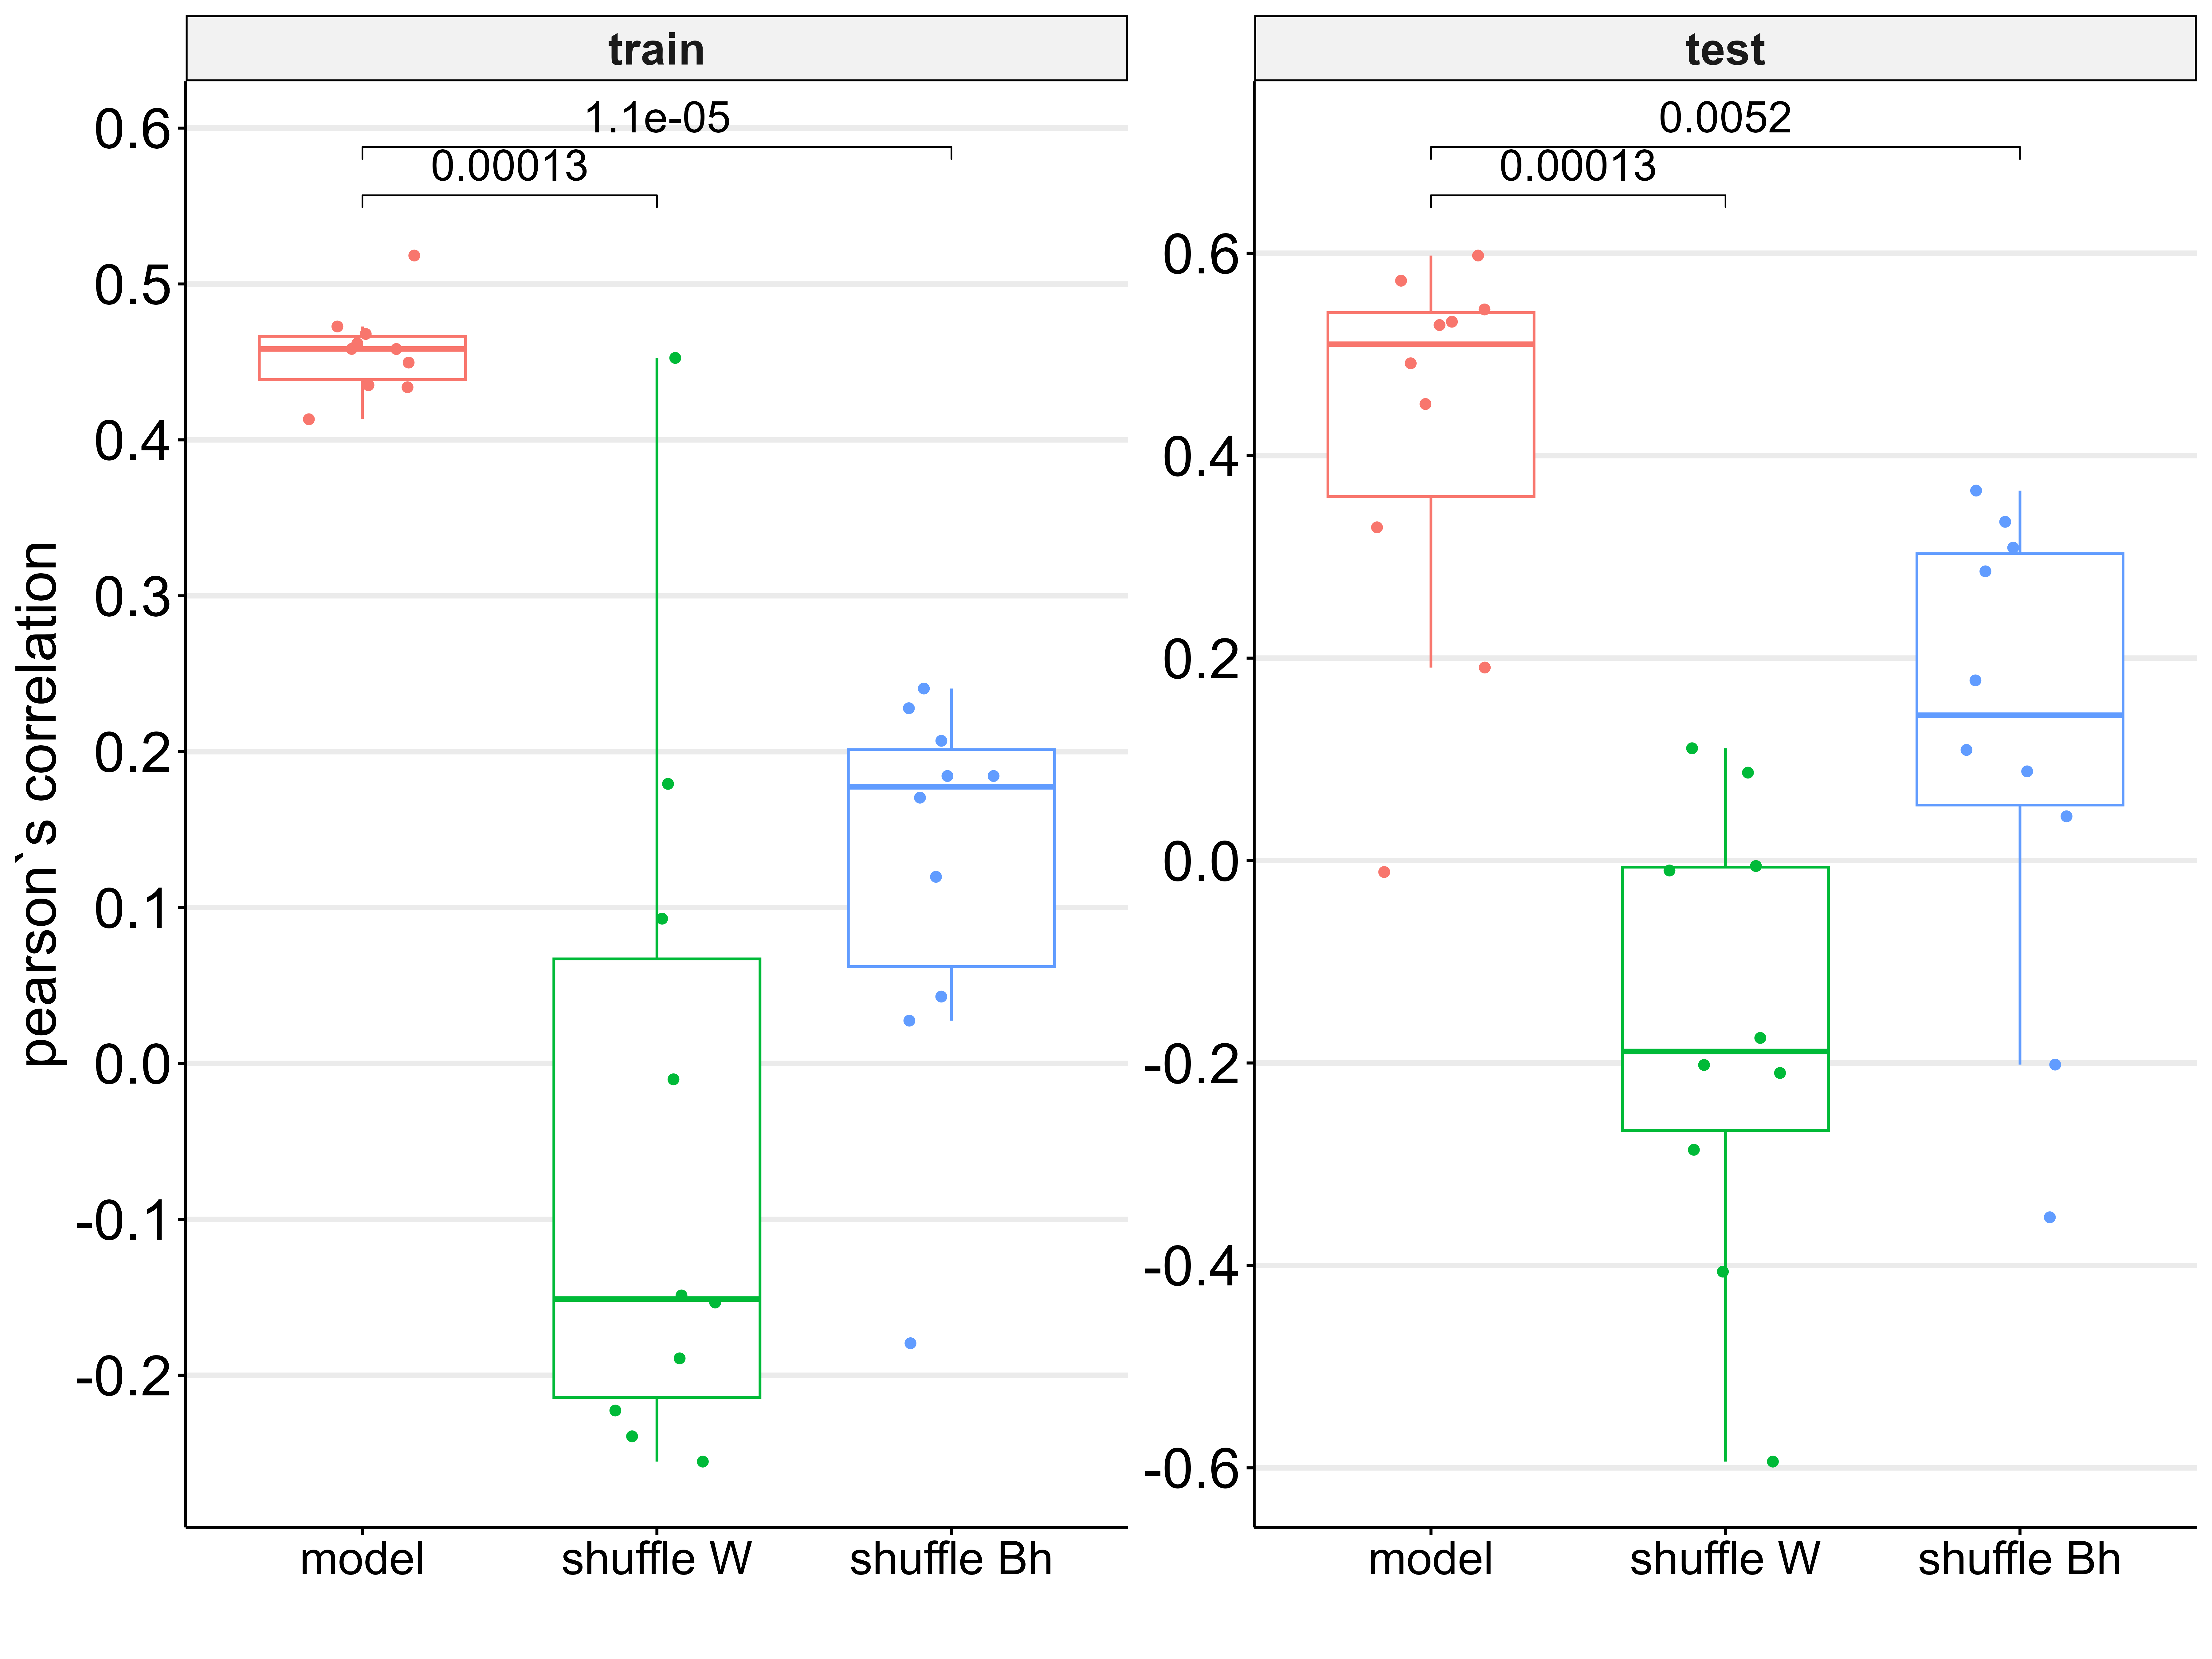 train
test
1.1e-05
0.00013
0.0052
0.00013
pearson`s correlation
0.6
0.5
0.4
0.3
0.2
0.1
0.0
-0.1
-0.2
0.6
0.4
0.2
0.0
-0.2
-0.4
-0.6
model
shuffle W
shuffle Bh
model
shuffle W
shuffle Bh